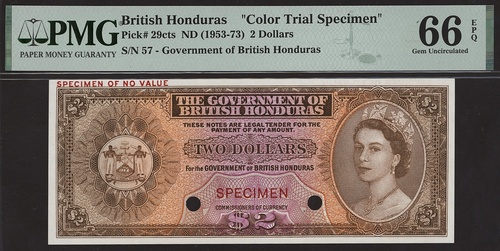 PMG
PAPER MONEY GUARANTY
British Honduras "Color Trial Specimen"
Pick# 29cts ND (1953-73) 2 Dollars
S/N 57 - Government of British Honduras
66 EPQ
Gem Uncirculated
SPECIMEN OF NO VALUE
$2
$2
THE GOVERNMENT OF
BRITISH HONDURAS
THESE NOTES ARE LEGAL TENDER FOR THE
PAYMENT OF ANY AMOUNT.
TWO DOLLARS
For the GOVERNMENT OF BRITISH HONDURAS
SPECIMEN
COMMISSIONERS OF CURRENCY
$2
$2
$2